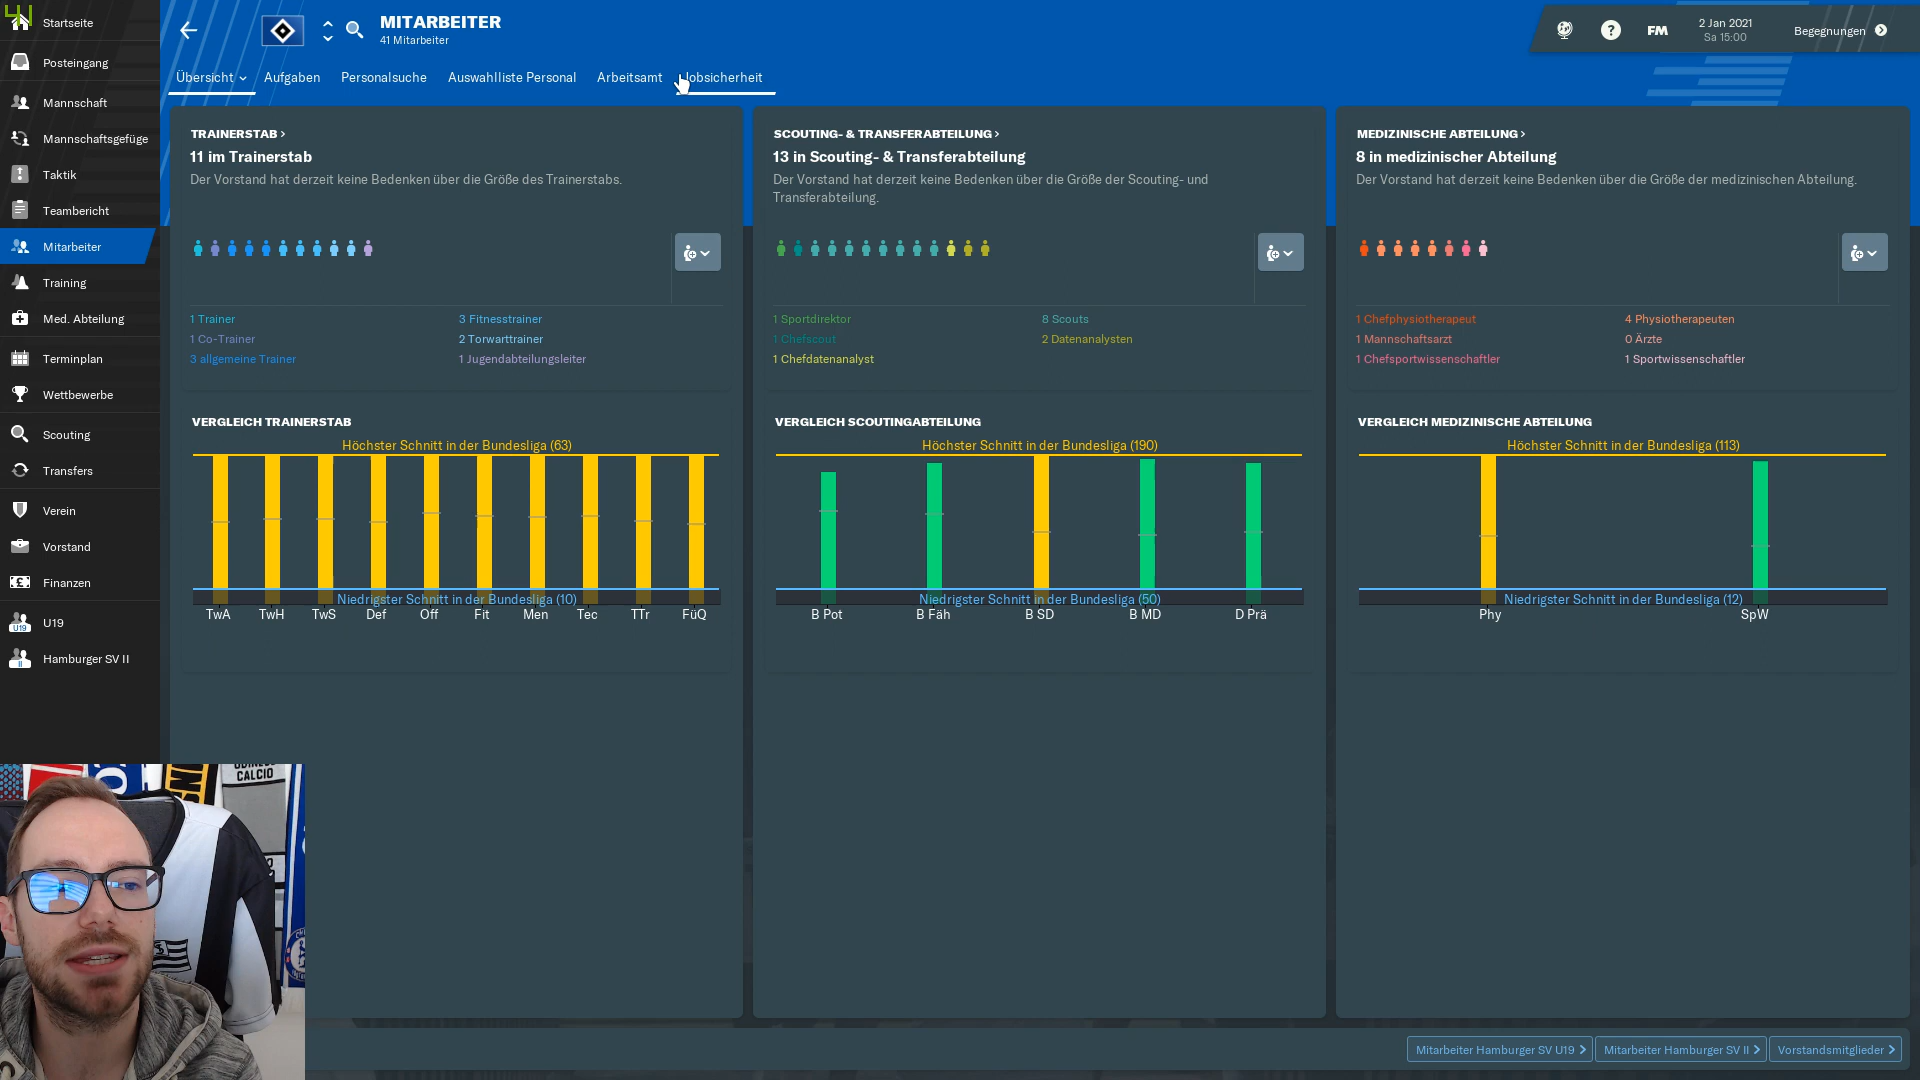 Startseite
Posteingang
Mannschaft
Mannschaftsgefüge
Taktik
Teambericht
Mitarbeiter
Training
Med. Abteilung
Terminplan
Wettbewerbe
Scouting
Transfers
Verein
Vorstand
Finanzen
U19
U19
II
Hamburger SV II
MITARBEITER
41 Mitarbeiter
FM
2 Jan 2021
Sa 15:00
Begegnungen
Übersicht
Aufgaben
Personalsuche
Auswahlliste Personal
Arbeitsamt
Jobsicherheit
TRAINERSTAB
11 im Trainerstab
Der Vorstand hat derzeit keine Bedenken über die Größe des Trainerstabs.
1 Trainer
3 Fitnesstrainer
1 Co-Trainer
2 Torwarttrainer
3 allgemeine Trainer
1 Jugendabteilungsleiter
VERGLEICH TRAINERSTAB
Höchster Schnitt in der Bundesliga (63)
Niedrigster Schnitt in der Bundesliga (10)
TwA TwH TwS Def Off Fit Men Tec TTr FüQ
SCOUTING- & TRANSFERABTEILUNG
13 in Scouting- & Transferabteilung
Der Vorstand hat derzeit keine Bedenken über die Größe der Scouting- und
Transferabteilung.
1 Sportdirektor
8 Scouts
1 Chefscout
2 Datenanalysten
1 Chefdatenanalyst
VERGLEICH SCOUTINGABTEILUNG
Höchster Schnitt in der Bundesliga (190)
Niedrigster Schnitt in der Bundesliga (50)
B Pot B Fäh B SD B MD D Prä
MEDIZINISCHE ABTEILUNG
8 in medizinischer Abteilung
Der Vorstand hat derzeit keine Bedenken über die Größe der medizinischen Abteilung.
1 Chefphysiotherapeut
4 Physiotherapeuten
1 Mannschaftsarzt
0 Ärzte
1 Chefsportwissenschaftler
1 Sportwissenschaftler
VERGLEICH MEDIZINISCHE ABTEILUNG
Höchster Schnitt in der Bundesliga (113)
Niedrigster Schnitt in der Bundesliga (12)
Phy SpW
CALCIO
Mitarbeiter Hamburger SV U19
Mitarbeiter Hamburger SV II
Vorstandsmitglieder